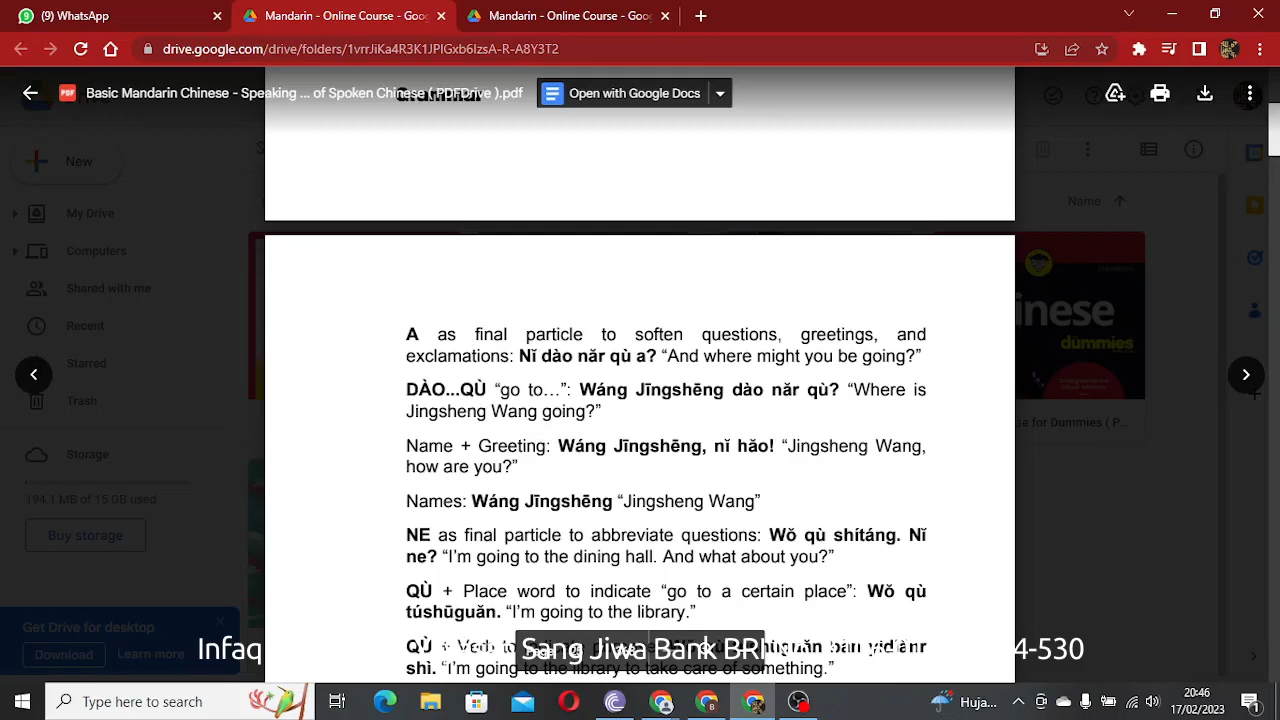 (9) WhatsApp
Mandarin Chinese - Goo
Mandarin Chinese - Goo
drive.google.com/drive/folders/1vrrJiKa4R3K1JPIGxb6IzsA-R-A8Y3T2
Basic Mandarin Chinese - Speaking ... of Spoken Chinese ( PDFDrive ).pdf
Open with Google Docs
Grammar
New
My Drive
Computers
Shared with me
Recent
Starred
Trash
Storage
194.1 MB of 15 GB used
Buy storage
Get Drive for desktop
Download Learn more
Name
inese
dummies
e for Dummies ( P...
A as final particle to soften questions, greetings, and
exclamations: Nǐ dào nǎr qù a? “And where might you be going?”
DÀO...QÙ “go to…”: Wáng Jīngshēng dào nǎr qù? “Where is
Jingsheng Wang going?”
Name + Greeting: Wáng Jīngshēng, nǐ hǎo! “Jingsheng Wang,
how are you?”
Names: Wáng Jīngshēng “Jingsheng Wang”
NE as final particle to abbreviate questions: Wǒ qù shítáng. Nǐ
ne? “I’m going to the dining hall. And what about you?”
QÙ + Place word to indicate “go to a certain place”: Wǒ qù
túshūguǎn. “I’m going to the library.”
shì. “I’m going to the library to take care of something.”
Infaq Sang Jiwa Bank BRI 4-530
Type here to search
Huja...
20:46
17/01/2023